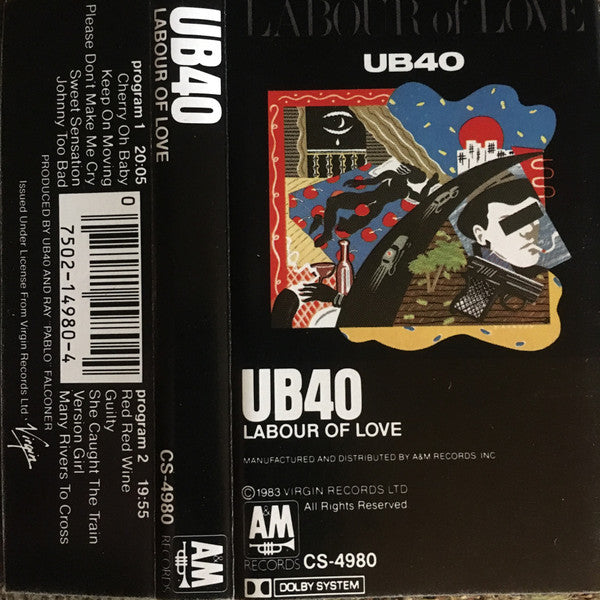 LABOUR of LOVE
UB40
UB40
LABOUR OF LOVE
MANUFACTURED AND DISTRIBUTED BY A&M RECORDS, INC.
©1983 VIRGIN RECORDS LTD
All Rights Reserved
A&M
RECORDS CS-4980
DOLBY SYSTEM
UB40
LABOUR OF LOVE
CS-4980
A&M
RECORDS
program 1 20:05
Cherry Oh Baby
Keep On Moving
Please Don't Make Me Cry
Sweet Sensation
Johnny Too Bad
0 7502-14980-4
program 2 19:55
Red Red Wine
Guilty
She Caught The Train
Version Girl
Many Rivers To Cross
PRODUCED BY UB40 AND RAY 'PABLO' FALCONER
Issued Under License From Virgin Records Ltd.
Virgin